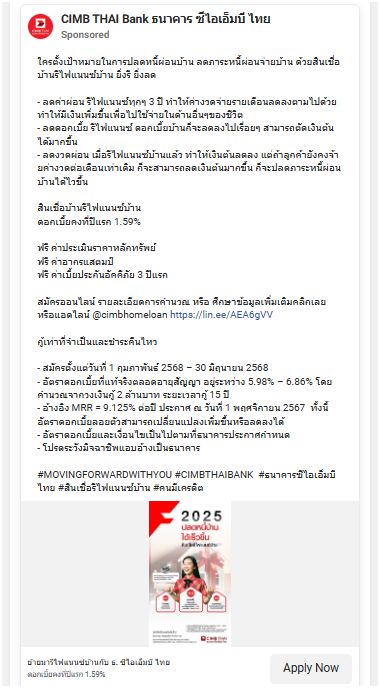 CIMB THAI Bank ธนาคาร ซีไอเอ็มบี ไทย
Sponsored
ใครตั้งเป้าหมายในการปลดหนี้ผ่อนบ้าน ลดภาระหนี้ผ่อนจ่ายบ้าน ด้วยสินเชื่อ
บ้านรีไฟแนนซ์บ้าน ยิ่งรี ยิ่งลด
- ลดค่าผ่อน รีไฟแนนซ์ทุกๆ 3 ปี ทำให้ค่างวดจ่ายรายเดือนลดลงตามไปด้วย
ทำให้มีเงินเพิ่มขึ้นเพื่อไปใช้จ่ายในด้านอื่นๆของชีวิต
- ลดดอกเบี้ย รีไฟแนนซ์ ดอกเบี้ยบ้านก็จะลดลงไปเรื่อยๆ สามารถตัดเงินต้น
ได้มากขึ้น
- ลดงวดผ่อน เมื่อรีไฟแนนซ์บ้านแล้ว ทำให้เงินต้นลดลง แต่ถ้าลูกค้ายังคงจ่า
ยค่างวดต่อเดือนเท่าเดิม ก็จะสามารถลดเงินต้นมากขึ้น ก็จะปลดภาระหนี้ผ่อน
บ้านได้ไวขึ้น
สินเชื่อบ้านรีไฟแนนซ์บ้าน
ดอกเบี้ยคงที่ปีแรก 1.59%
ฟรี ค่าประเมินราคาหลักทรัพย์
ฟรี ค่าอากรแสตมป์
ฟรี ค่าเบี้ยประกันอัคคีภัย 3 ปีแรก
สมัครออนไลน์ รายละเอียดการคำนวณ หรือ ศึกษาข้อมูลเพิ่มเติมคลิกเลย
หรือแอดไลน์ @cimbhomeloan https://lin.ee/AEA6gVV
กู้เท่าที่จำเป็นและชำระคืนไหว
- สมัครตั้งแต่วันที่ 1 กุมภาพันธ์ 2568 – 30 มิถุนายน 2568
- อัตราดอกเบี้ยที่แท้จริงตลอดอายุสัญญา อยู่ระหว่าง 5.98% – 6.86% โดย
คำนวณจากวงเงินกู้ 2 ล้านบาท ระยะเวลากู้ 15 ปี
- อ้างอิง MRR = 9.125% ต่อปี ประกาศ ณ วันที่ 1 พฤศจิกายน 2567 ทั้งนี้
อัตราดอกเบี้ยลอยตัวสามารถเปลี่ยนแปลงเพิ่มขึ้นหรือลดลงได้
- อัตราดอกเบี้ยและเงื่อนไขเป็นไปตามที่ธนาคารประกาศกำหนด
- โปรดระวังมิจฉาชีพแอบอ้างเป็นธนาคาร
#MOVINGFORWARDWITHYOU #CIMBTHAIBANK #ธนาคารซีไอเอ็มบี
ไทย #สินเชื่อรีไฟแนนซ์บ้าน #คนมีเครดิต
2025
ปลดหนี้บ้าน
ได้เร็วขึ้น
CIMB THAI
ย้ายมารีไฟแนนซ์บ้านกับ ธ. ซีไอเอ็มบี ไทย
ดอกเบี้ยคงที่ปีแรก 1.59%
Apply Now